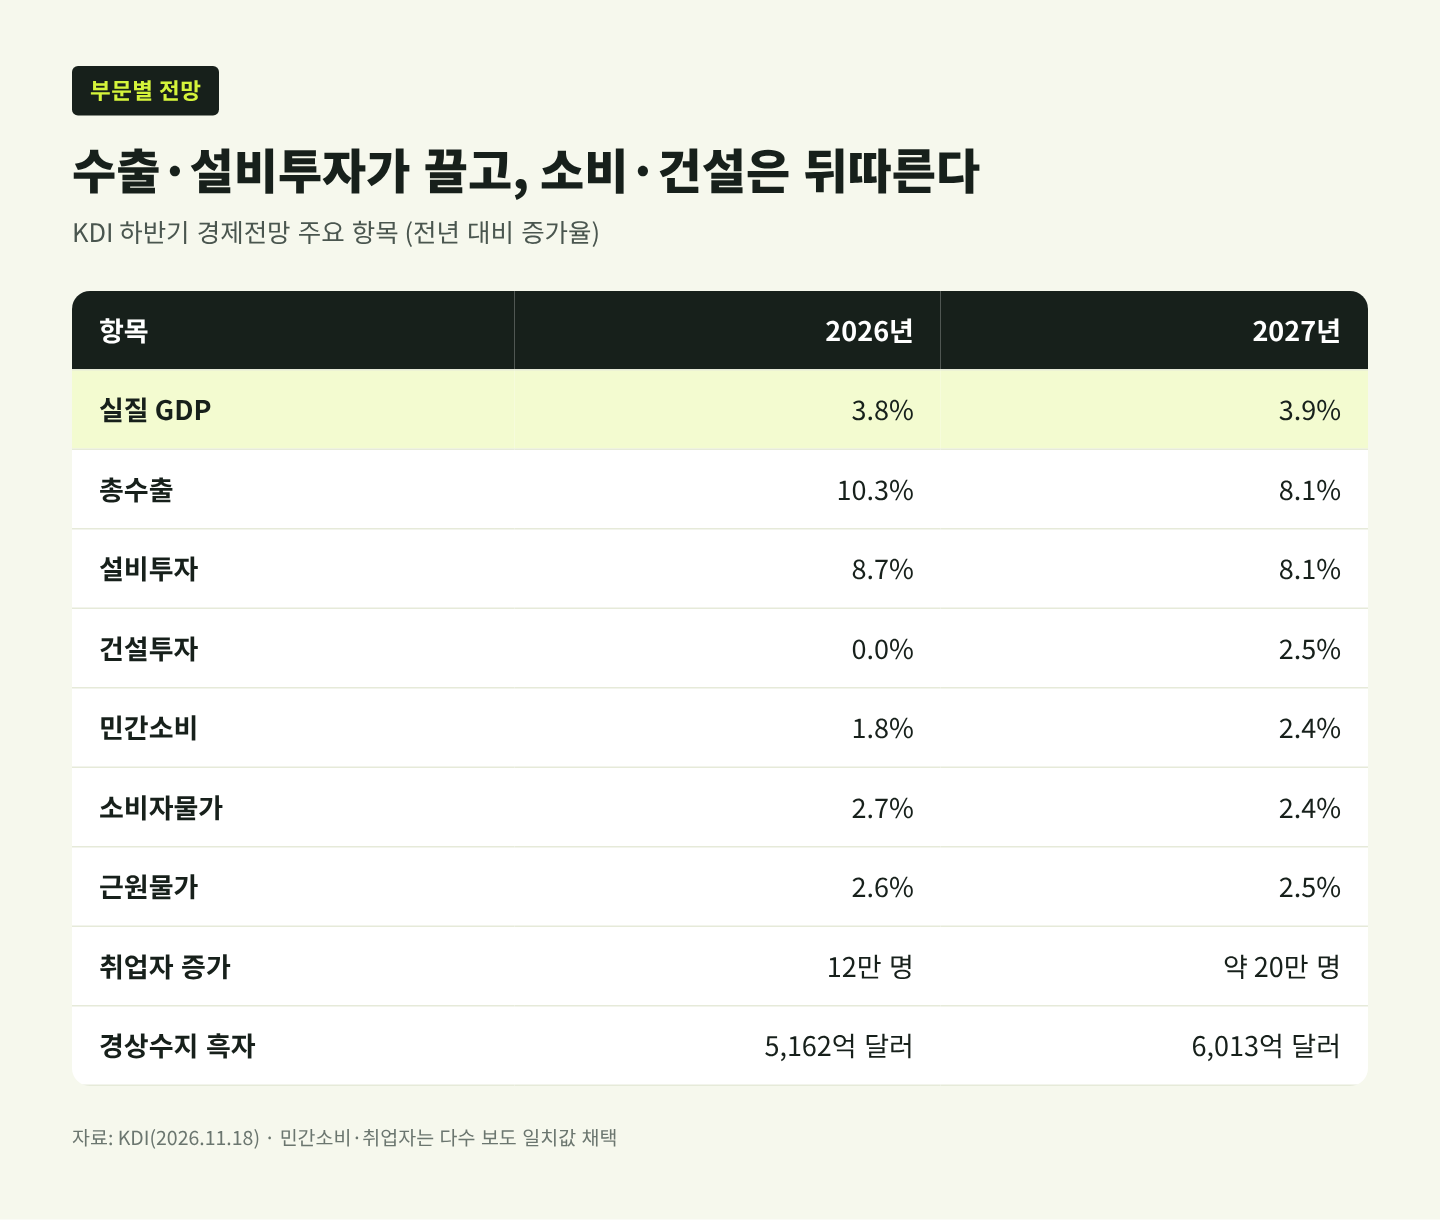 부문별 전망
수출·설비투자가 끌고, 소비·건설은 뒤따른다
KDI 하반기 경제전망 주요 항목 (전년 대비 증가율)
항목 2026년 2027년
실질 GDP 3.8% 3.9%
총수출 10.3% 8.1%
설비투자 8.7% 8.1%
건설투자 0.0% 2.5%
민간소비 1.8% 2.4%
소비자물가 2.7% 2.4%
근원물가 2.6% 2.5%
취업자 증가 12만 명 약 20만 명
경상수지 흑자 5,162억 달러 6,013억 달러
자료: KDI(2026.11.18) · 민간소비·취업자는 다수 보도 일치값 채택